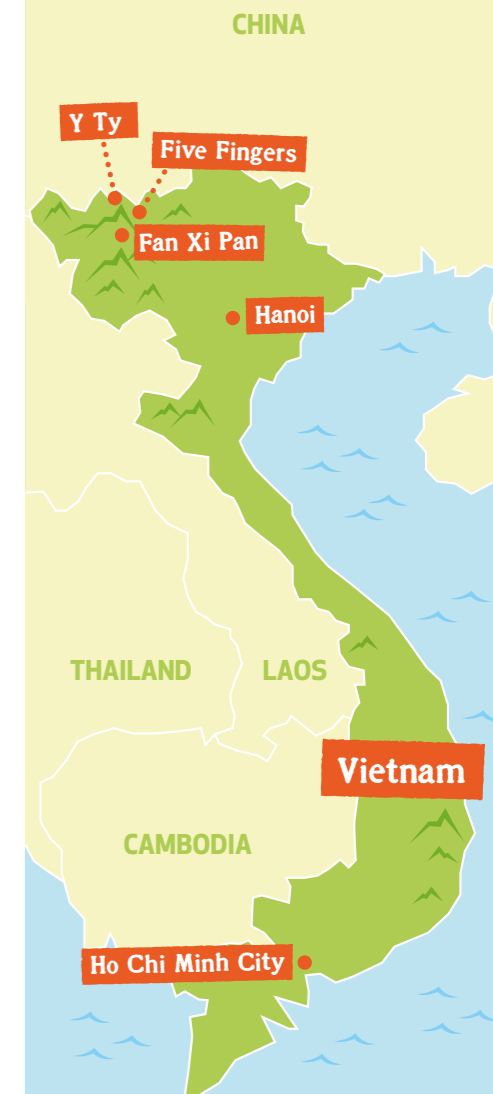 CHINA
Y Ty
Five Fingers
Fan Xi Pan
Hanoi
THAILAND
LAOS
Vietnam
CAMBODIA
Ho Chi Minh City